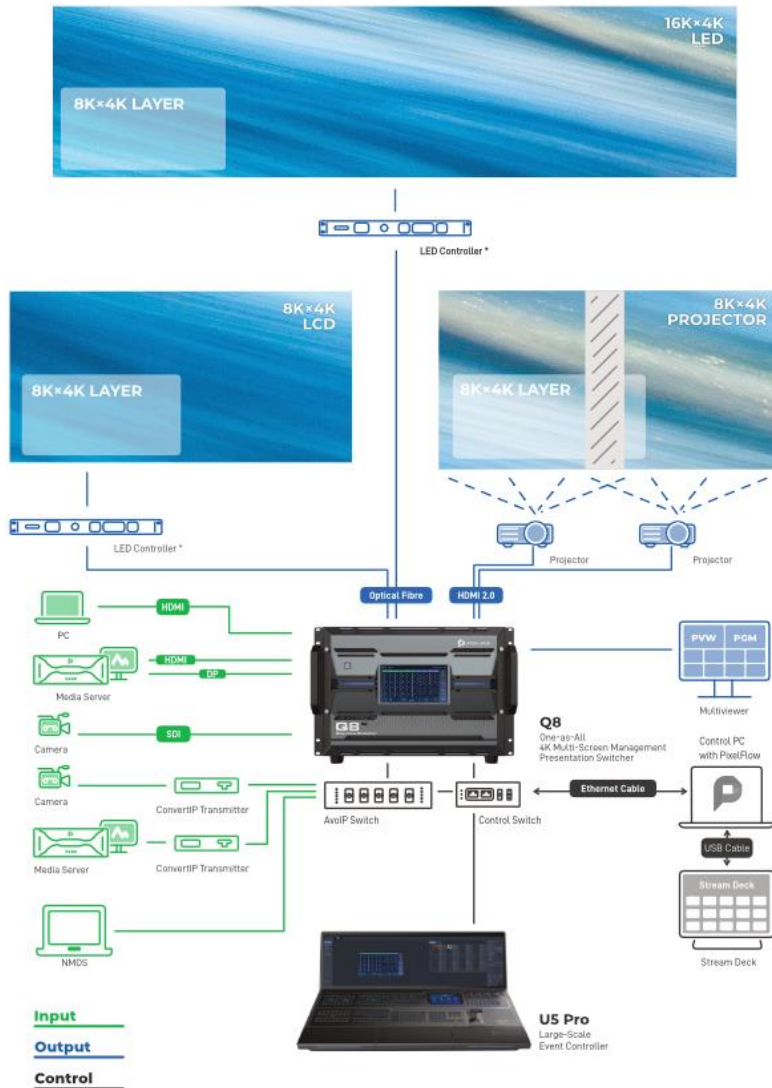 16K×4K
LED
8K×4K LAYER
LED Controller *
8K×4K
LCD
8K×4K LAYER
8K×4K
PROJECTOR
8K×4K LAYER
LED Controller *
Projector
Projector
Optical Fibre
HDMI 2.0
HDMI
PC
HDMI
DP
Media Server
SDI
Camera
Q8
PVW
PGM
Multiviewer
Q8
One-as-All
4K Multi-Screen Management
Presentation Switcher
Control PC
with PixelFlow
Camera
ConvertIP Transmitter
AvoIP Switch
Control Switch
Ethernet Cable
USB Cable
Media Server
ConvertIP Transmitter
Stream Deck
Stream Deck
NMDS
U5 Pro
Large-Scale
Event Controller
Input
Output
Control